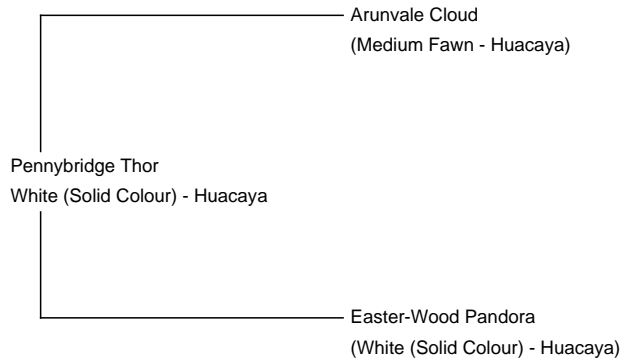 Arunvale Cloud
(Medium Fawn - Huacaya)
Pennybridge Thor
White (Solid Colour) - Huacaya
Easter-Wood Pandora
(White (Solid Colour) - Huacaya)